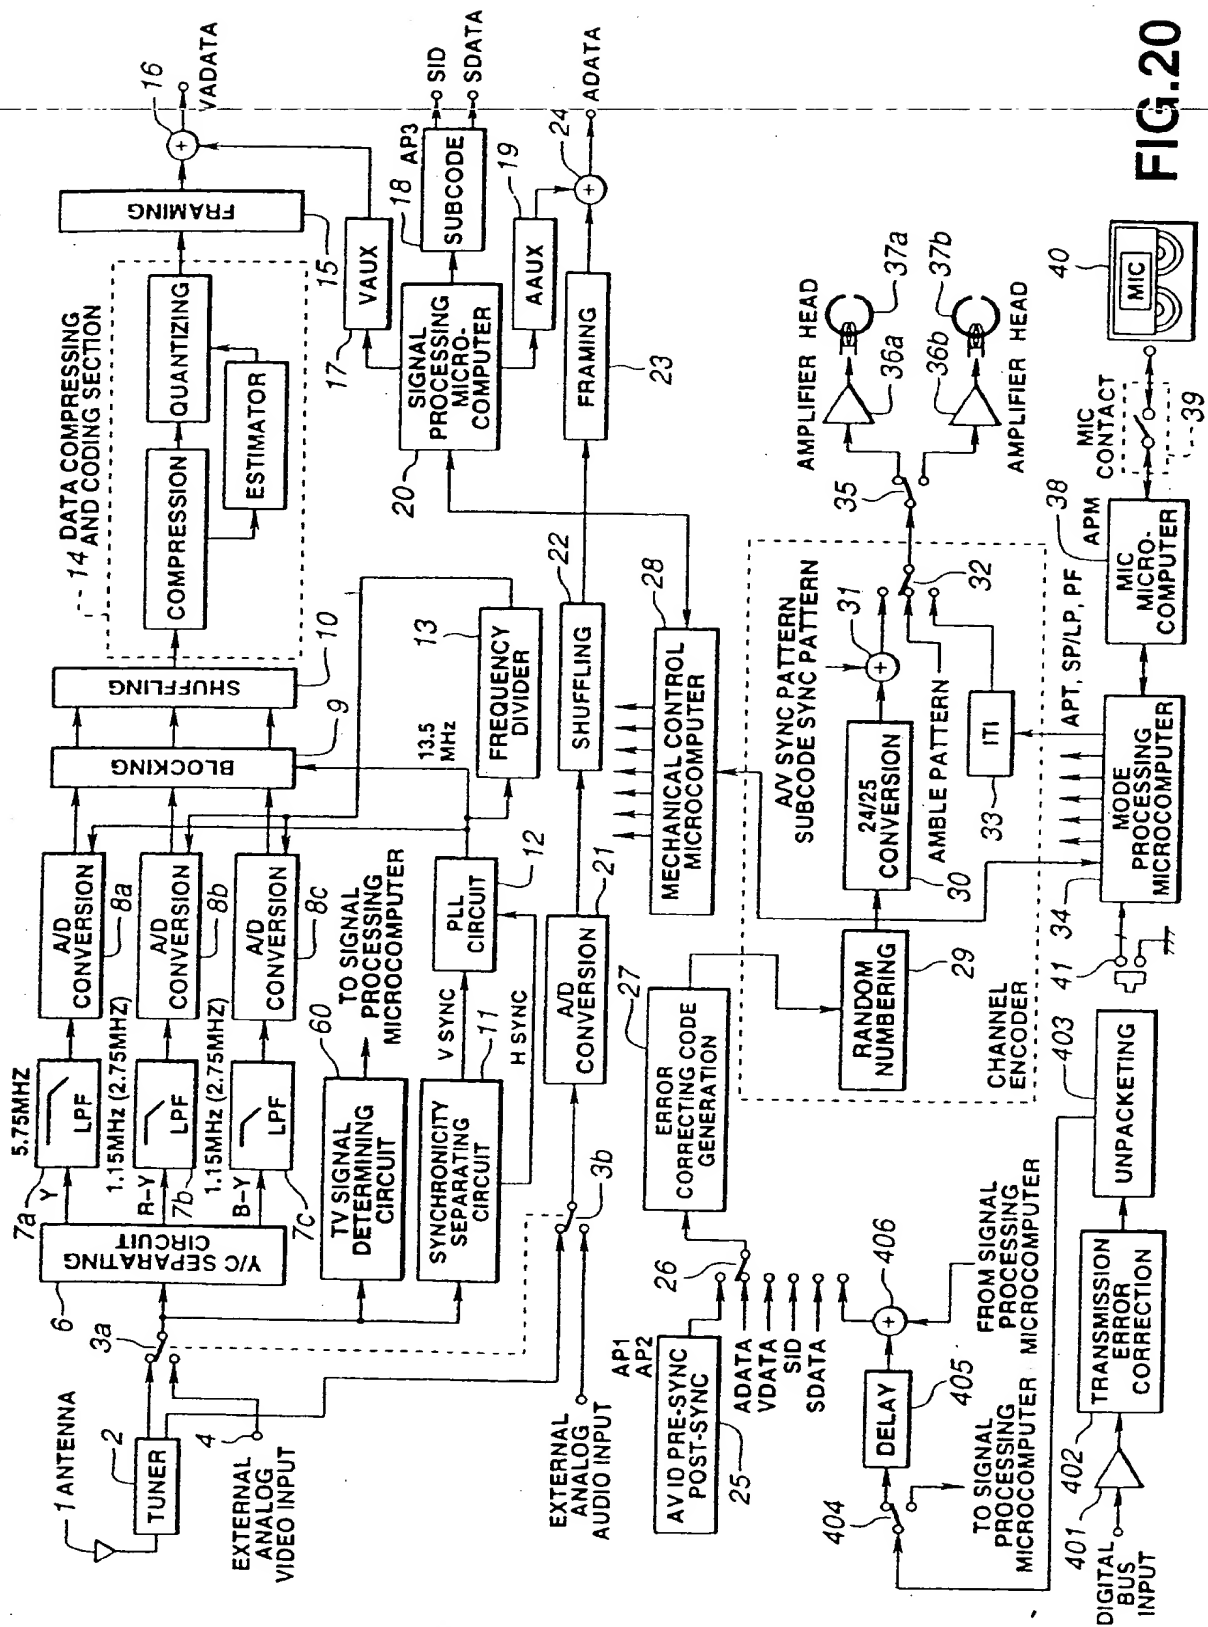 1 ANTENNA
2
TUNER
EXTERNAL
ANALOG
VIDEO INPUT
4
3a
6
Y/C SEPARATING
CIRCUIT
7a
Y
5.75MHZ
LPF
R-Y
7b
1.15MHz (2.75MHZ)
LPF
B-Y
7c
1.15MHz (2.75MHZ)
LPF
A/D
CONVERSION
8a
A/D
CONVERSION
8b
A/D
CONVERSION
8c
BLOCKING
9
SHUFFLING
10
14
DATA COMPRESSING
AND CODING SECTION
COMPRESSION
QUANTIZING
ESTIMATOR
FRAMING
15
16
VADATA
60
TV SIGNAL
DETERMINING
CIRCUIT
TO SIGNAL
PROCESSING
MICROCOMPUTER
SYNCHRONICITY
SEPARATING
CIRCUIT
11
V SYNC
H SYNC
PLL
CIRCUIT
12
13.5
MHz
13
FREQUENCY
DIVIDER
17
VAUX
18
AP3
SUBCODE
SID
SDATA
20
SIGNAL
PROCESSING
MICRO-
COMPUTER
AAUX
19
24
ADATA
EXTERNAL
ANALOG
AUDIO INPUT
3b
A/D
CONVERSION
21
SHUFFLING
22
FRAMING
23
AP1
AP2
AV ID PRE-SYNC
POST-SYNC
25
26
ADATA
VDATA
SID
SDATA
27
ERROR
CORRECTING CODE
GENERATION
28
MECHANICAL CONTROL
MICROCOMPUTER
CHANNEL
ENCODER
RANDOM
NUMBERING
29
24/25
CONVERSION
30
A/V SYNC PATTERN
SUBCODE SYNC PATTERN
31
AMBLE PATTERN
32
ITI
33
35
AMPLIFIER HEAD
36a
37a
36b
37b
AMPLIFIER HEAD
404
DELAY
405
406
FROM SIGNAL
PROCESSING
MICROCOMPUTER
TO SIGNAL
PROCESSING
MICROCOMPUTER
DIGITAL
BUS
INPUT
401
402
TRANSMISSION
ERROR
CORRECTION
UNPACKETING
403
41
34
MODE
PROCESSING
MICROCOMPUTER
APT, SP/LP, PF
APM
MIC
MICRO-
COMPUTER
38
MIC
CONTACT
39
MIC
40
FIG.20